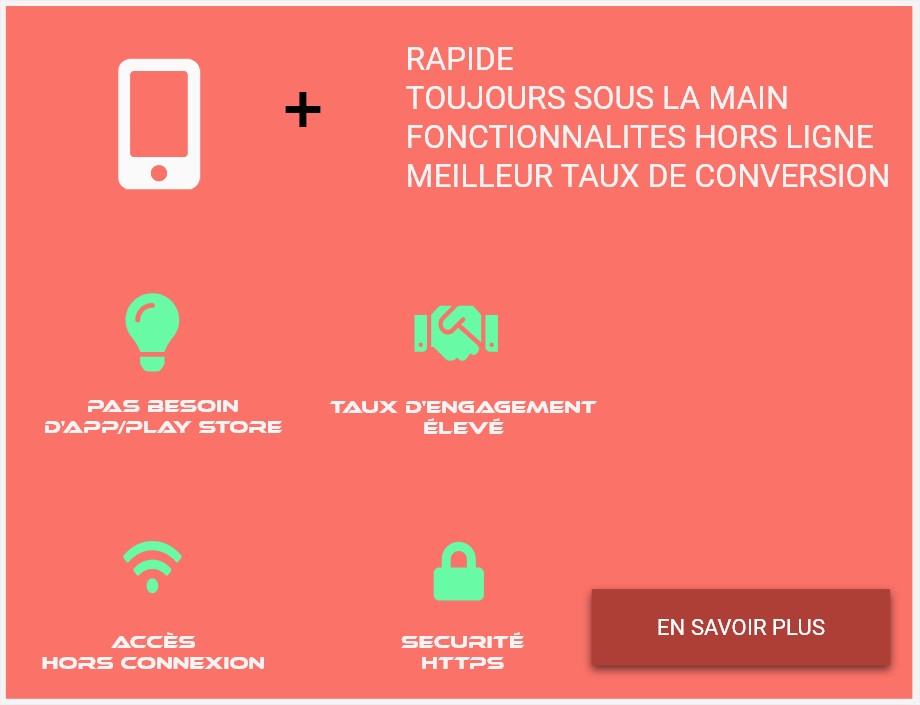 RAPIDE
TOUJOURS SOUS LA MAIN
FONCTIONNALITES HORS LIGNE
MEILLEUR TAUX DE CONVERSION
PAS BESOIN
D'APP/PLAY STORE
TAUX D'ENGAGEMENT
ÉLEVÉ
ACCÈS
HORS CONNEXION
SECURITÉ
HTTPS
EN SAVOIR PLUS